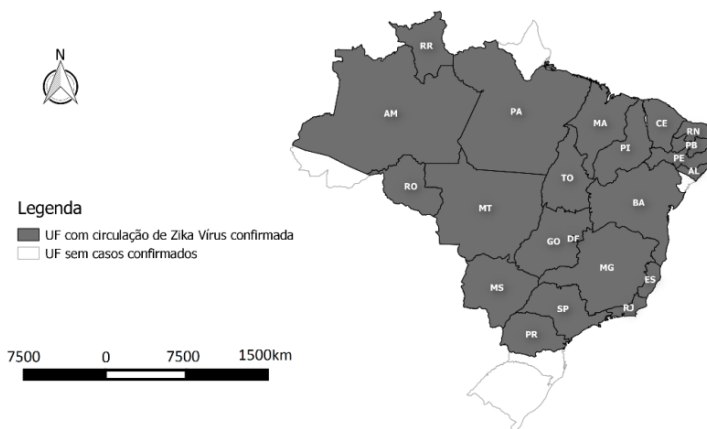 N
RR
AM
PA
MA
CE
RN
PB
PI
PE
AL
RO
TO
BA
MT
GO
DF
MG
ES
MS
SP
RJ
PR
Legenda
UF com circulação de Zika Vírus confirmada
UF sem casos confirmados
7500 0 7500 1500km